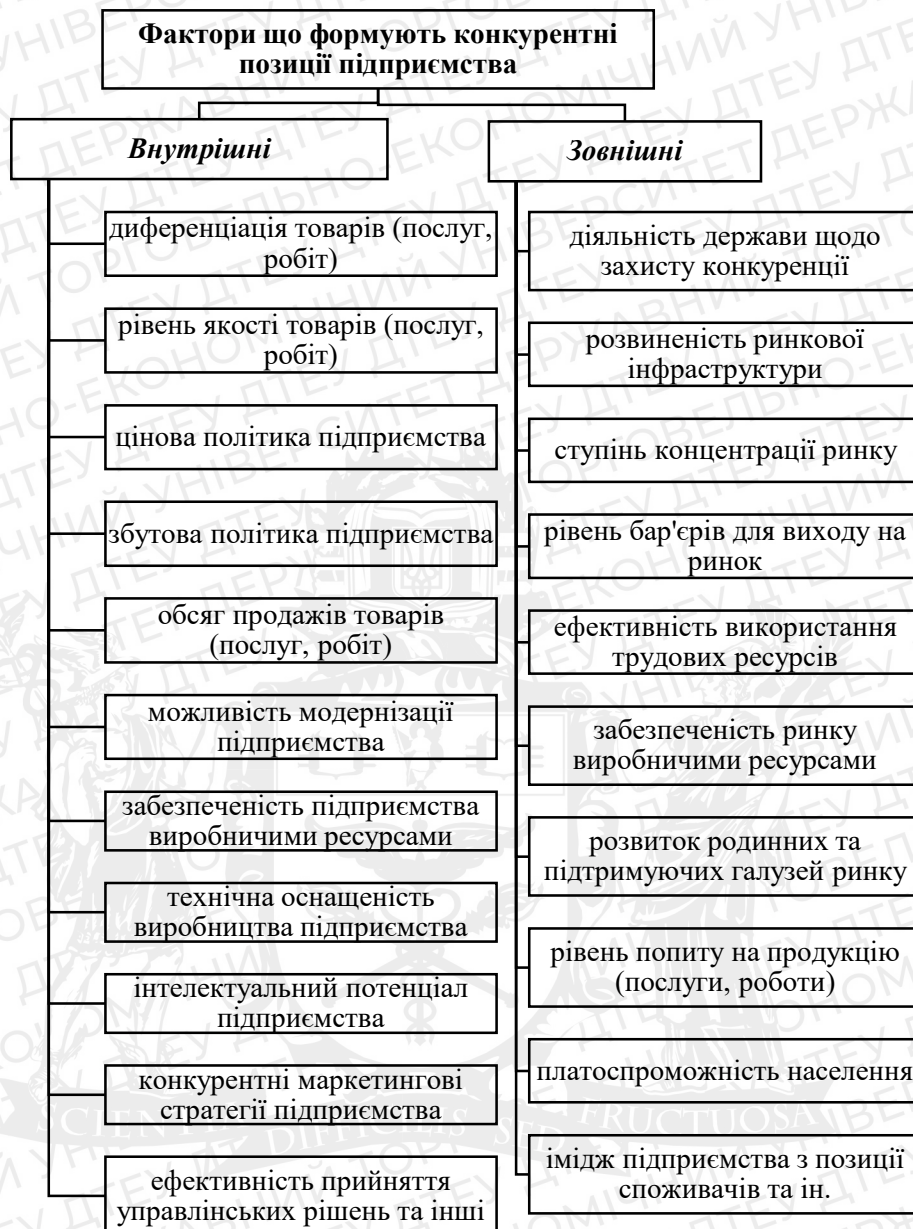 Фактори що формують конкурентні
позиції підприємства
Внутрішні
диференціація товарів (послуг,
робіт)
рівень якості товарів (послуг,
робіт)
цінова політика підприємства
збутова політика підприємства
обсяг продажів товарів
(послуг, робіт)
можливість модернізації
підприємства
забезпеченість підприємства
виробничими ресурсами
технічна оснащеність
виробництва підприємства
інтелектуальний потенціал
підприємства
конкурентні маркетингові
стратегії підприємства
ефективність прийняття
управлінських рішень та інші
Зовнішні
діяльність держави щодо
захисту конкуренції
розвиненість ринкової
інфраструктури
ступінь концентрації ринку
рівень бар'єрів для виходу на
ринок
ефективність використання
трудових ресурсів
забезпеченість ринку
виробничими ресурсами
розвиток родинних та
підтримуючих галузей ринку
рівень попиту на продукцію
(послуги, роботи)
платоспроможність населення
імідж підприємства з позиції
споживачів та ін.